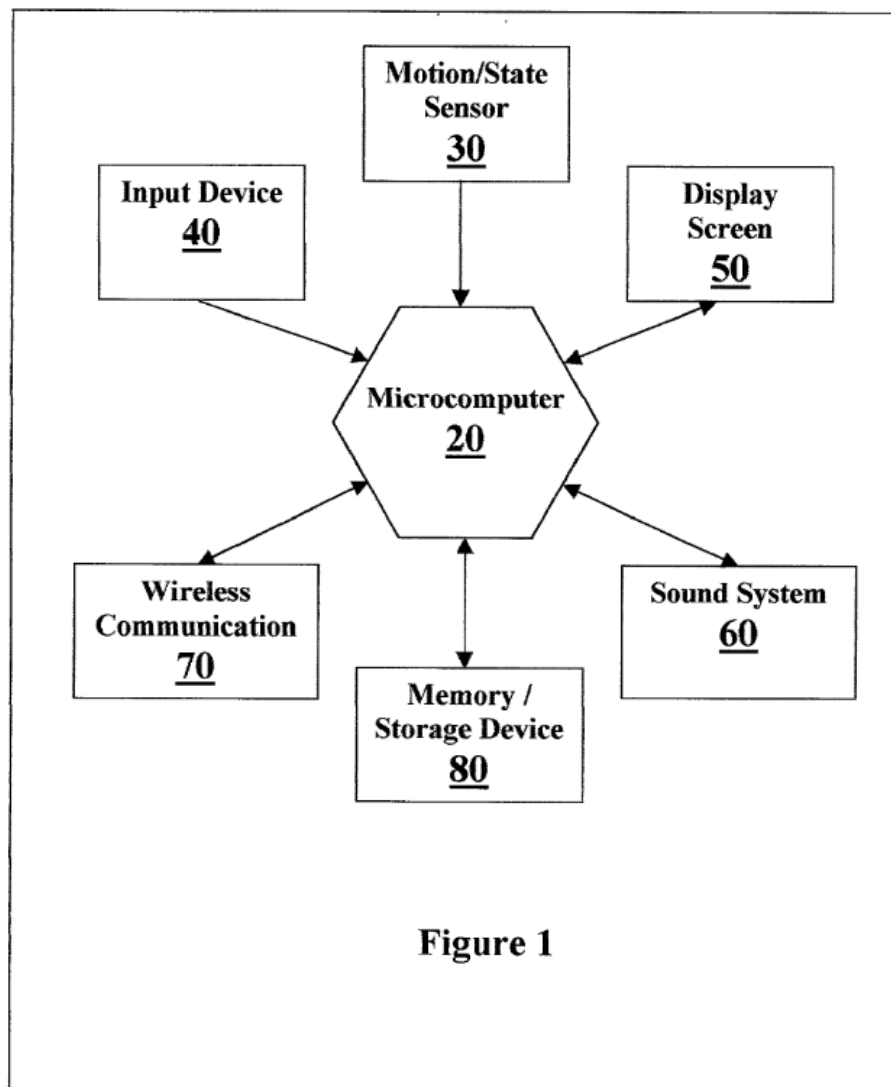 Motion/State
Sensor
30
Input Device
40
Display
Screen
50
Microcomputer
20
Wireless
Communication
70
Sound System
60
Memory /
Storage Device
80
Figure 1